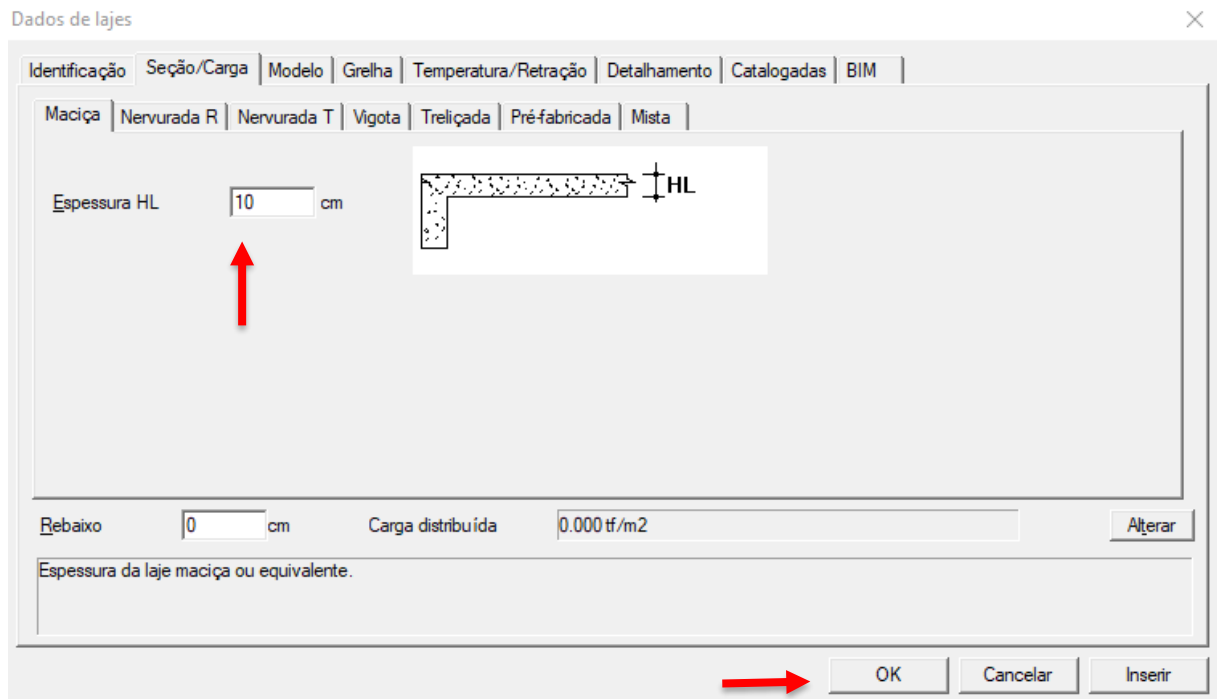 Dados de lajes
Identificação Seção/Carga Modelo Grelha Temperatura/Retração Detalhamento Catalogadas BIM
Maciça Nervurada R Nervurada T Vigota Treliçada Pré-fabricada Mista
Espessura HL 10 cm HL
Rebaixo 0 cm Carga distribuída 0.000 tf/m2 Alterar
Espessura da laje maciça ou equivalente.
OK Cancelar Inserir